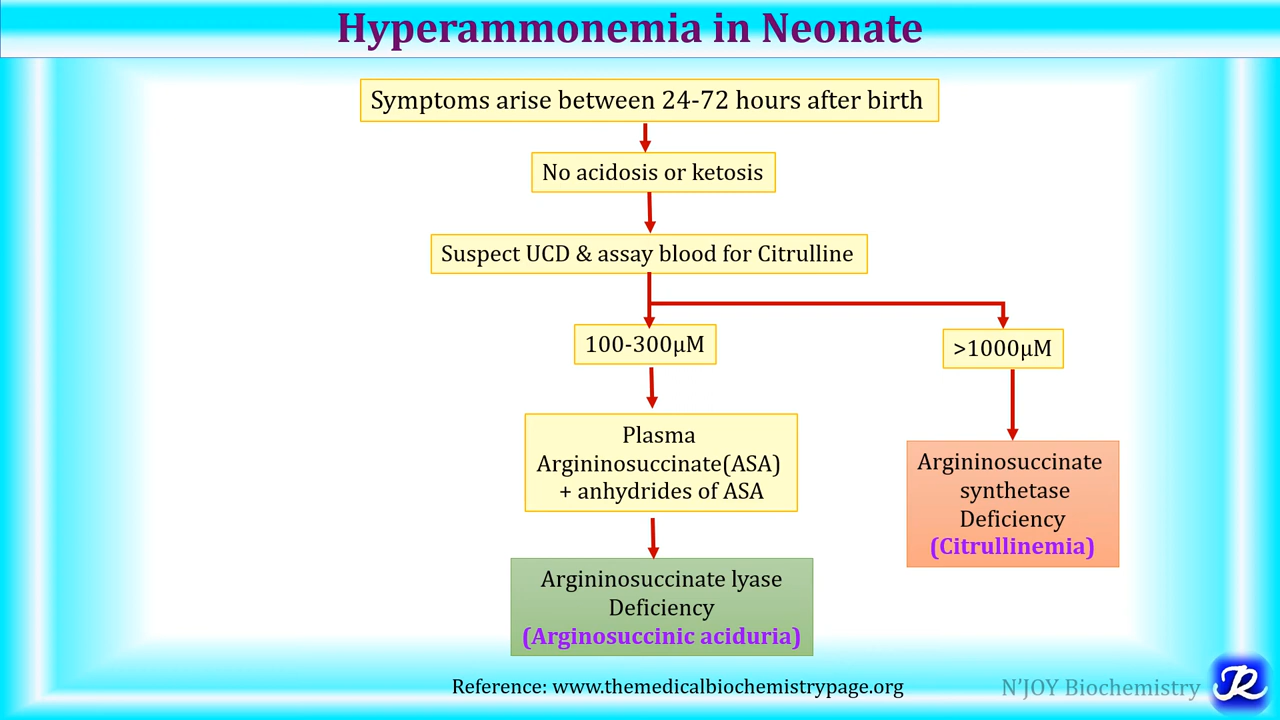 Hyperammonemia in Neonate
Symptoms arise between 24-72 hours after birth
No acidosis or ketosis
Suspect UCD & assay blood for Citrulline
100-300μM
>1000μM
Plasma
Argininosuccinate(ASA)
+ anhydrides of ASA
Argininosuccinate
synthetase
Deficiency
(Citrullinemia)
Argininosuccinate lyase
Deficiency
(Arginosuccinic aciduria)
Reference: www.themedicalbiochemistrypage.org
N'JOY Biochemistry